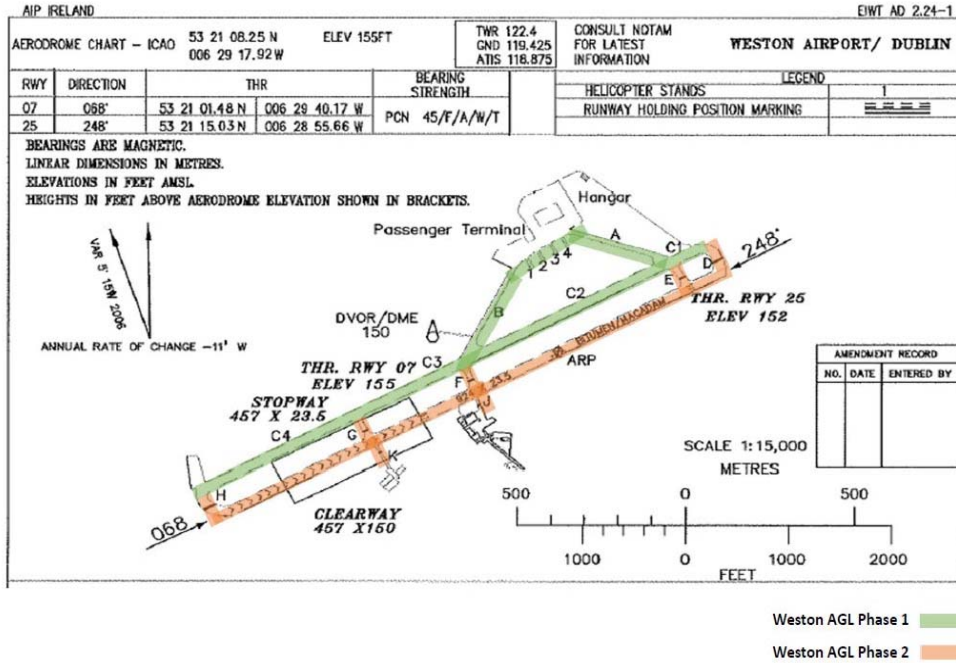 AIP IRELAND
EIWT AD 2.24-1
AERODROME CHART - ICAO
53 21 08.25 N
006 29 17.92 W
ELEV 155FT
TWR 122.4
GND 119.425
ATIS 118.875
CONSULT NOTAM
FOR LATEST
INFORMATION
WESTON AIRPORT/ DUBLIN
RWY DIRECTION THR BEARING STRENGTH
07 068° 53 21 01.48 N 006 29 40.17 W
25 248° 53 21 15.03 N 006 28 55.66 W
PCN 45/F/A/W/T
LEGEND
HELICOPTER STANDS 1
RUNWAY HOLDING POSITION MARKING
BEARINGS ARE MAGNETIC.
LINEAR DIMENSIONS IN METRES.
ELEVATIONS IN FEET AMSL.
HEIGHTS IN FEET ABOVE AERODROME ELEVATION SHOWN IN BRACKETS.
VAR 5° 15W 2006
ANNUAL RATE OF CHANGE -11' W
Hangar
Passenger Terminal
A
C1
248°
1 2 3 4
D
E
C2
B
THR. RWY 25
ELEV 152
DVOR/DME
150
BITUMEN/MACADAM
ARP
C3
THR. RWY 07
ELEV 155
F
23.5
J
STOPWAY
457 X 23.5
C4
G
K
H
068
CLEARWAY
457 X150
AMENDMENT RECORD
NO. DATE ENTERED BY
SCALE 1:15,000
METRES
500 0 500
1000 0 1000 2000
FEET
Weston AGL Phase 1
Weston AGL Phase 2